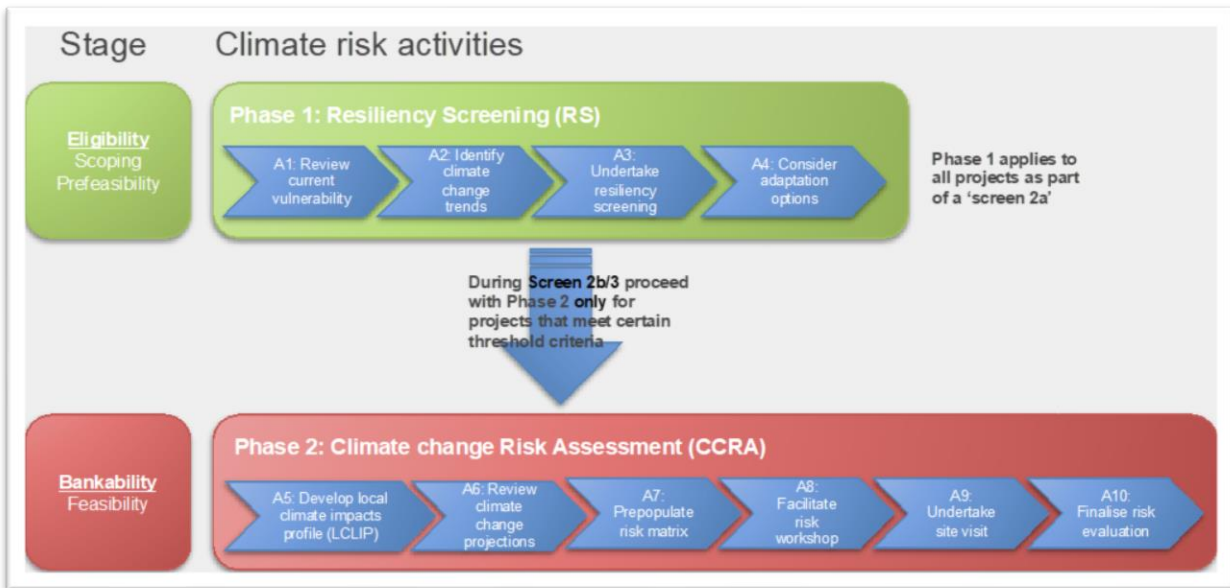 Stage
Climate risk activities
Eligibility
Scoping
Prefeasibility
Phase 1: Resiliency Screening (RS)
A1: Review
current
vulnerability
A2: Identify
climate
change
trends
A3:
Undertake
resiliency
screening
A4: Consider
adaptation
options
Phase 1 applies to
all projects as part
of a ‘screen 2a’
During Screen 2b/3 proceed
with Phase 2 only for
projects that meet certain
threshold criteria
Bankability
Feasibility
Phase 2: Climate change Risk Assessment (CCRA)
A5: Develop local
climate impacts
profile (LCLIP)
A6: Review
climate
change
projections
A7:
Prepopulate
risk matrix
A8:
Facilitate
risk
workshop
A9:
Undertake
site visit
A10:
Finalise risk
evaluation